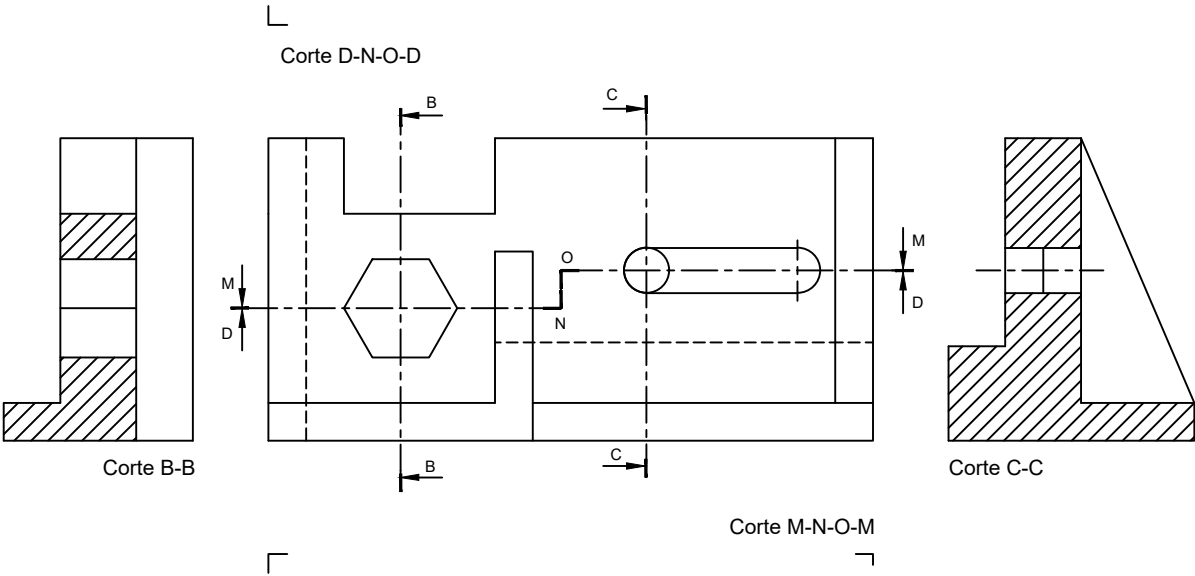 Corte D-N-O-D
B
C
M
D
O
N
M
D
B
C
Corte B-B
Corte C-C
Corte M-N-O-M